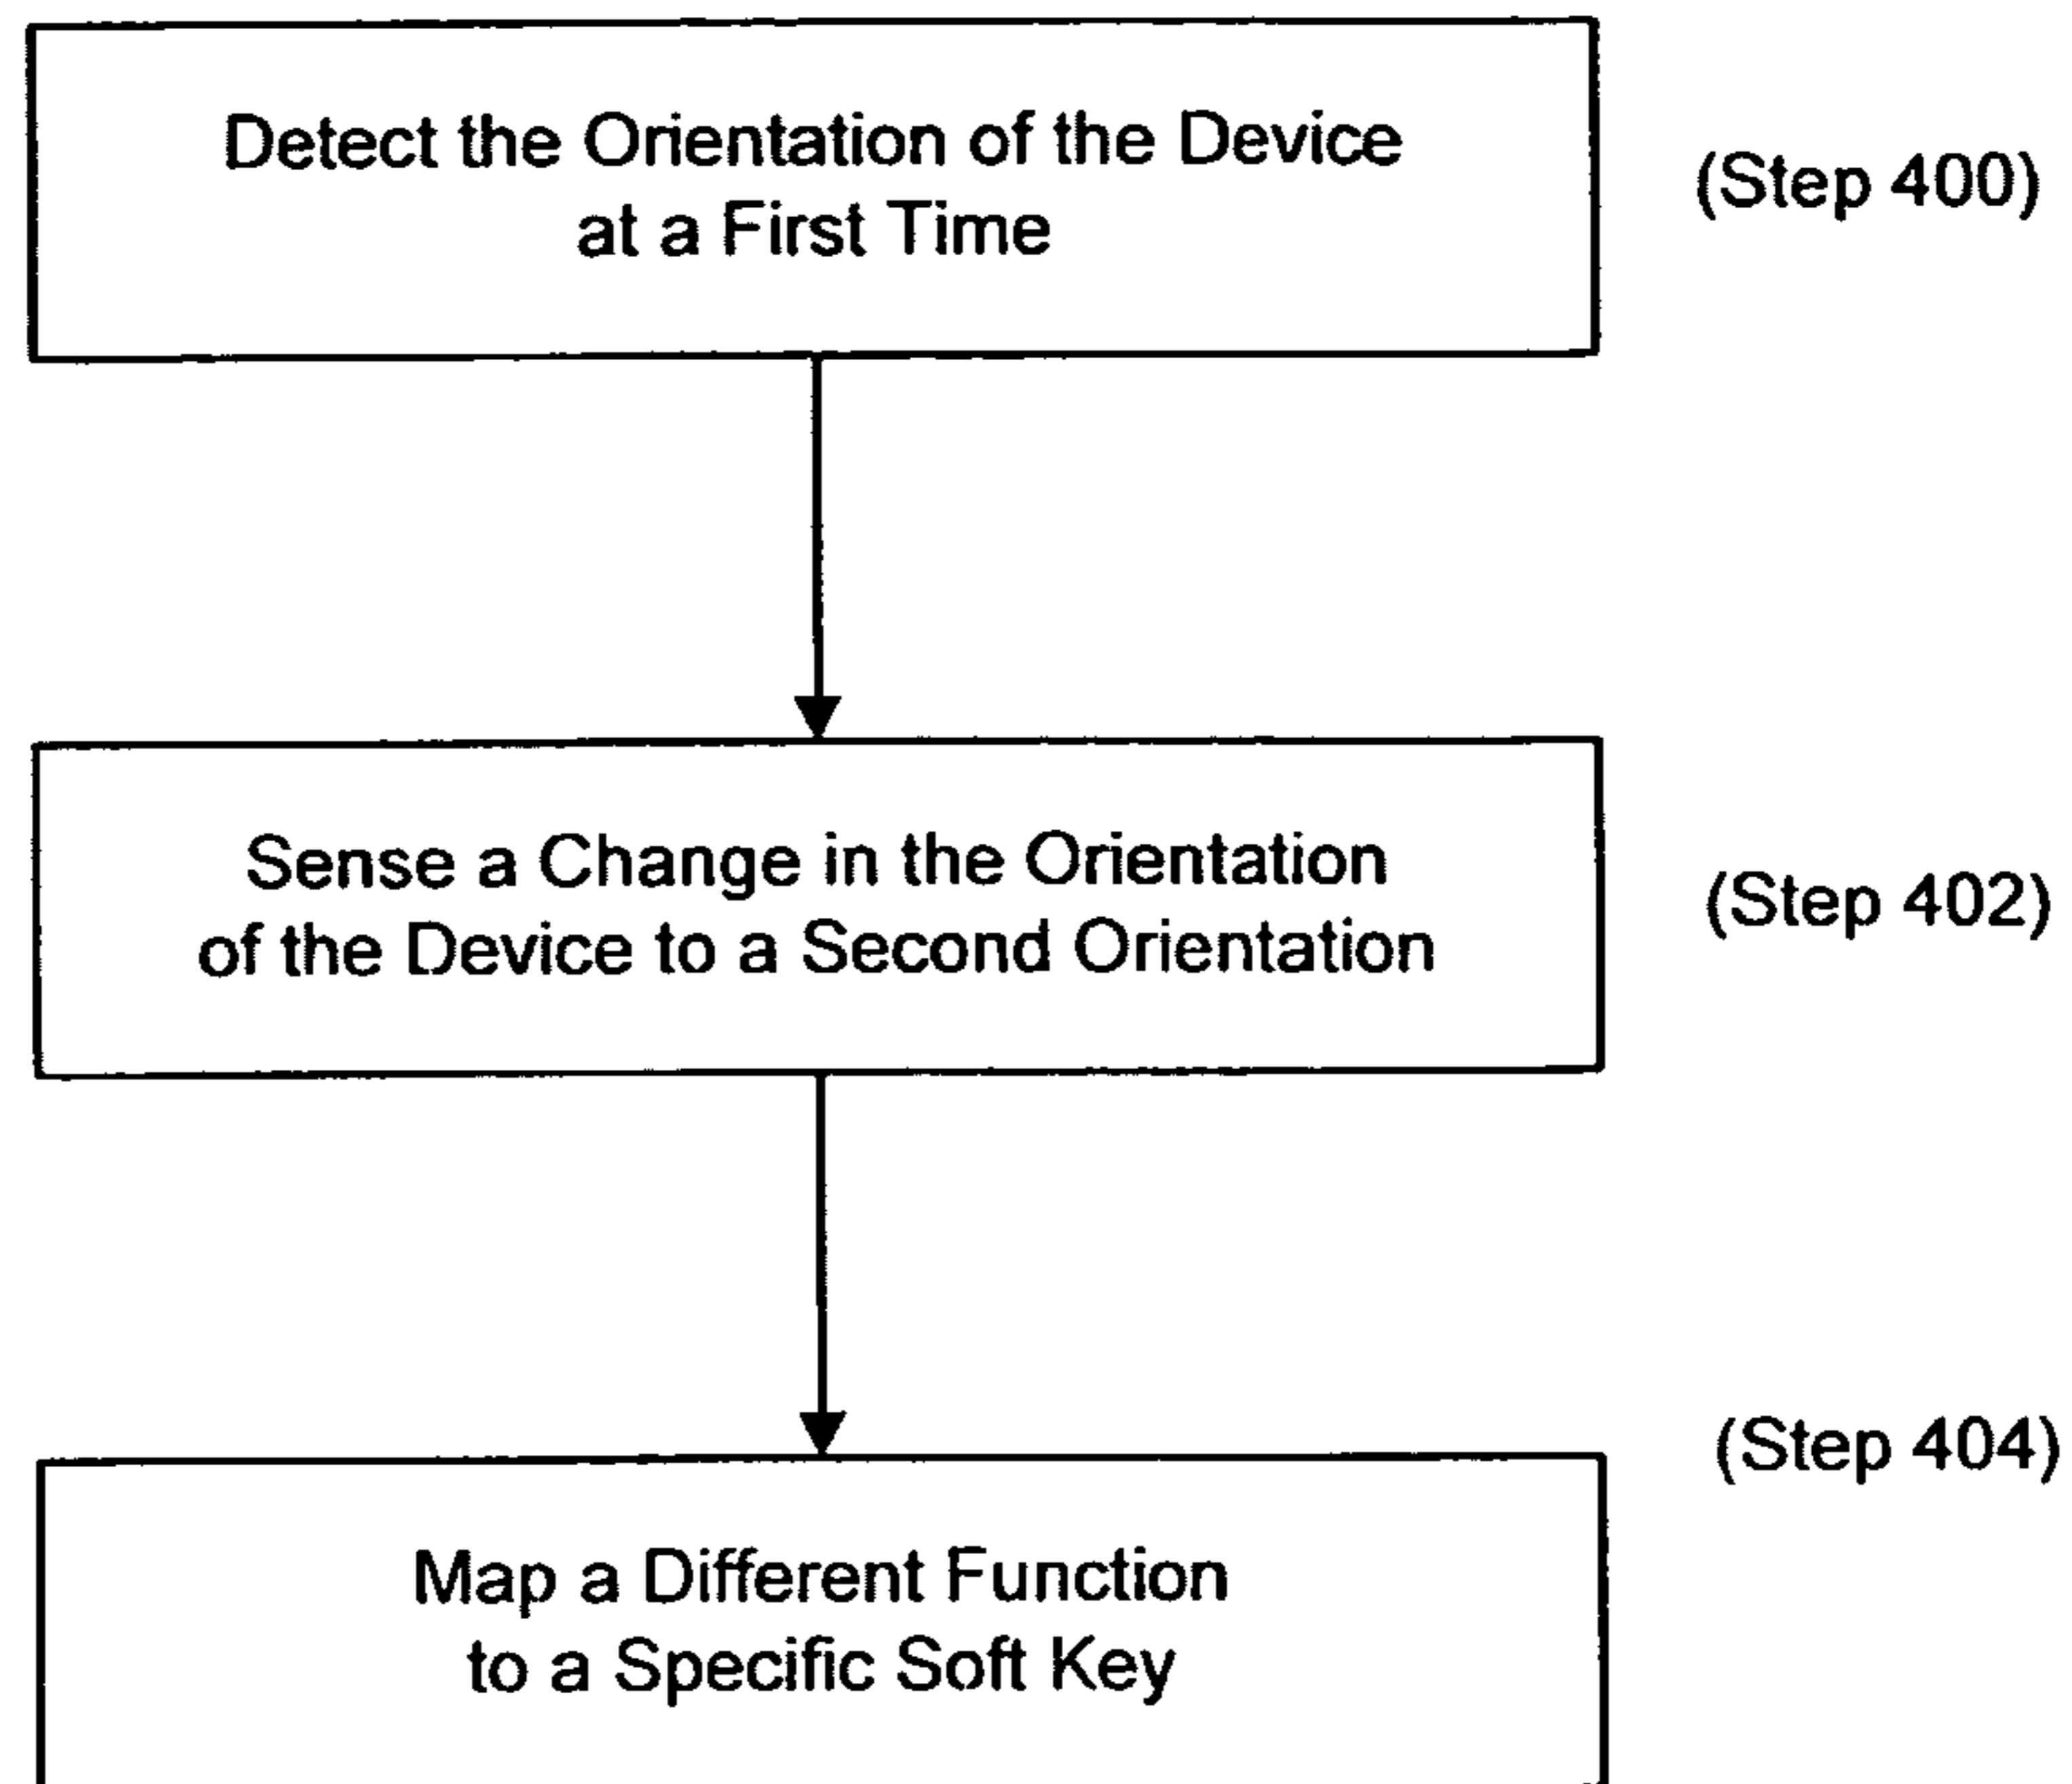 Detect the Orientation of the Device
at a First Time
(Step 400)
Sense a Change in the Orientation
of the Device to a Second Orientation
(Step 402)
(Step 404)
Map a Different Function
to a Specific Soft Key